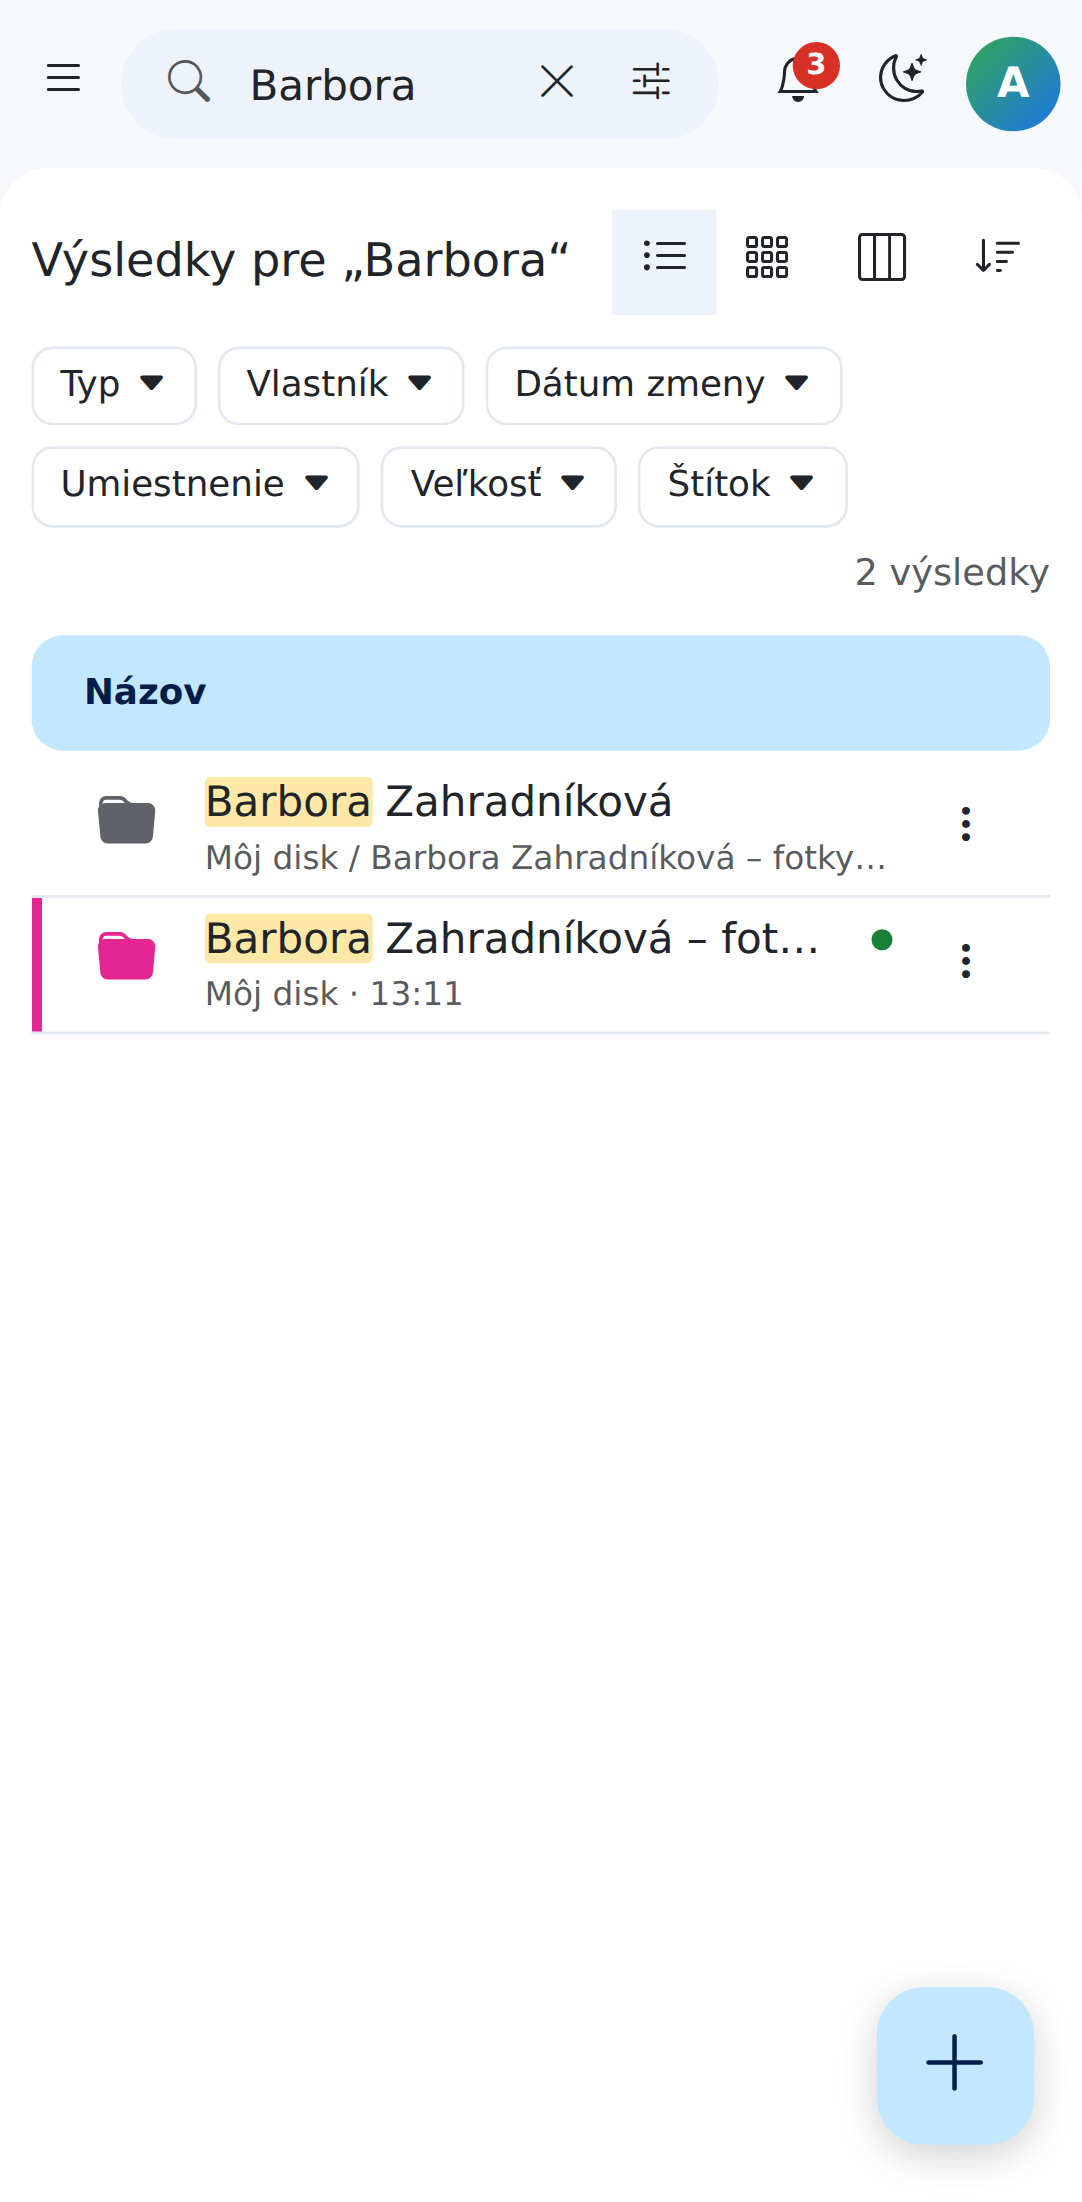 Barbora
3
A
Výsledky pre „Barbora“
Typ
Vlastník
Dátum zmeny
Umiestnenie
Veľkosť
Štítok
2 výsledky
Názov
Barbora Zahradníková
Môj disk / Barbora Zahradníková – fotky...
Barbora Zahradníková – fot...
Môj disk · 13:11